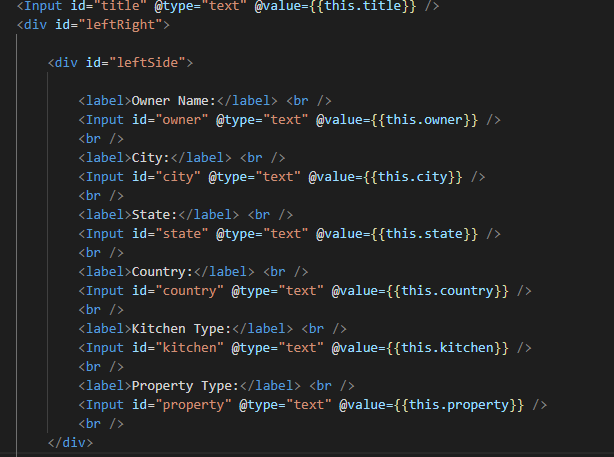 <Input id="title" @type="text" @value={{this.title}} />
<div id="leftRight">
<div id="leftSide">
<label>Owner Name:</label> <br />
<Input id="owner" @type="text" @value={{this.owner}} />
<br />
<label>City:</label> <br />
<Input id="city" @type="text" @value={{this.city}} />
<br />
<label>State:</label> <br />
<Input id="state" @type="text" @value={{this.state}} />
<br />
<label>Country:</label> <br />
<Input id="country" @type="text" @value={{this.country}} />
<br />
<label>Kitchen Type:</label> <br />
<Input id="kitchen" @type="text" @value={{this.kitchen}} />
<br />
<label>Property Type:</label> <br />
<Input id="property" @type="text" @value={{this.property}} />
<br />
</div>